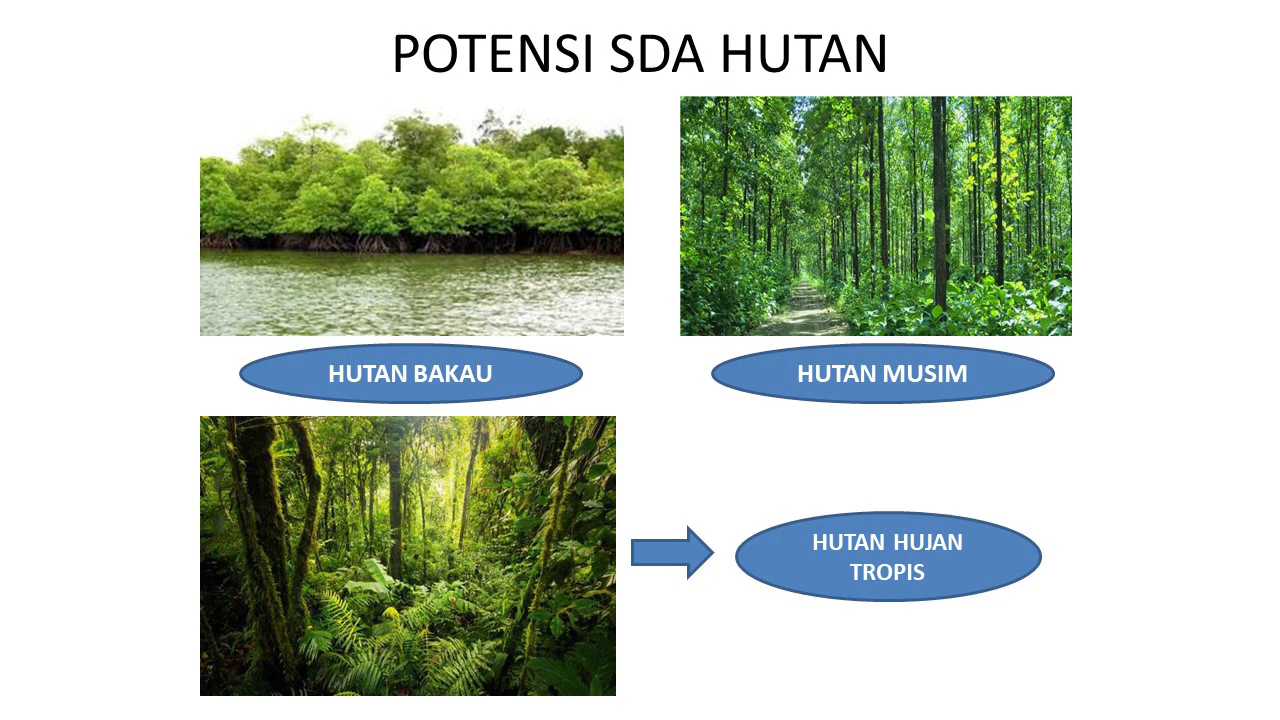 POTENSI SDA HUTAN
HUTAN BAKAU
HUTAN MUSIM
HUTAN HUJAN
TROPIS